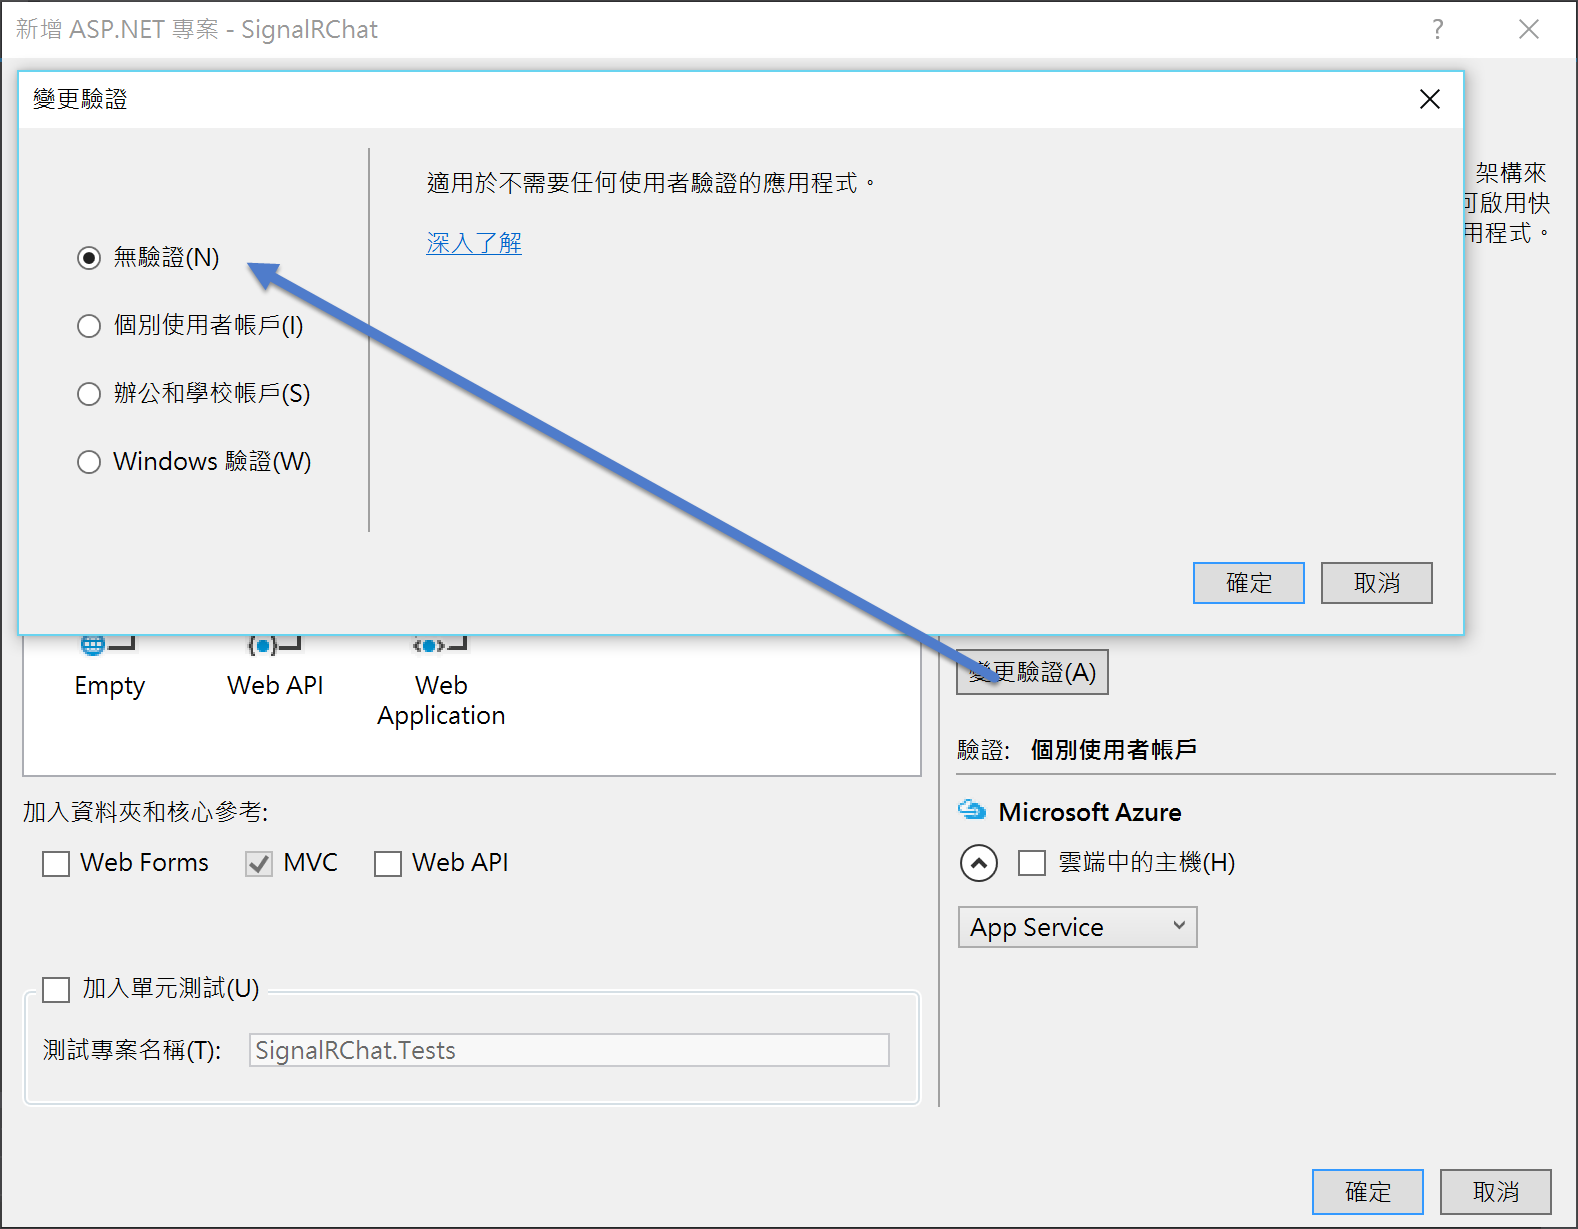 新增 ASP.NET 專案 - SignalRChat
?
變更驗證
適用於不需要任何使用者驗證的應用程式。
深入了解
無驗證(N)
個別使用者帳戶(I)
辦公和學校帳戶(S)
Windows 驗證(W)
確定
取消
架構來
可啟用快
用程式。
Empty
Web API
Web
Application
變更驗證(A)
驗證: 個別使用者帳戶
Microsoft Azure
雲端中的主機(H)
App Service
加入資料夾和核心參考:
Web Forms
MVC
Web API
加入單元測試(U)
測試專案名稱(T):
SignalRChat.Tests
確定
取消